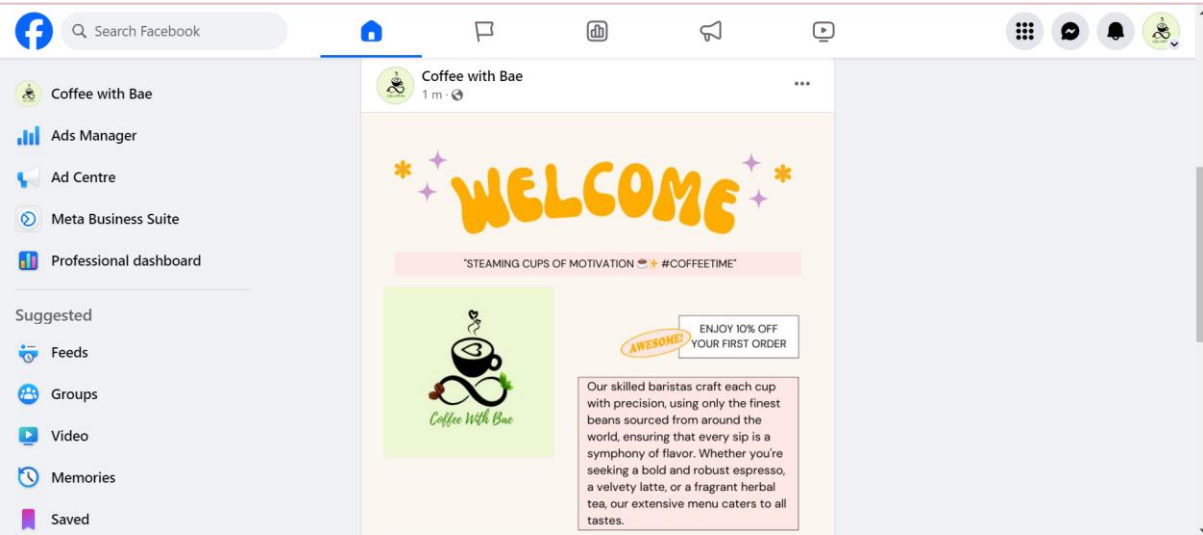 Search Facebook
Coffee with Bae
Ads Manager
Ad Centre
Meta Business Suite
Professional dashboard
Suggested
Feeds
Groups
Video
Memories
Saved
Coffee with Bae
1 m ·
WELCOME
"STEAMING CUPS OF MOTIVATION ☕✨ #COFFEETIME"
Coffee With Bae
AWESOME!
ENJOY 10% OFF
YOUR FIRST ORDER
Our skilled baristas craft each cup
with precision, using only the finest
beans sourced from around the
world, ensuring that every sip is a
symphony of flavor. Whether you're
seeking a bold and robust espresso,
a velvety latte, or a fragrant herbal
tea, our extensive menu caters to all
tastes.